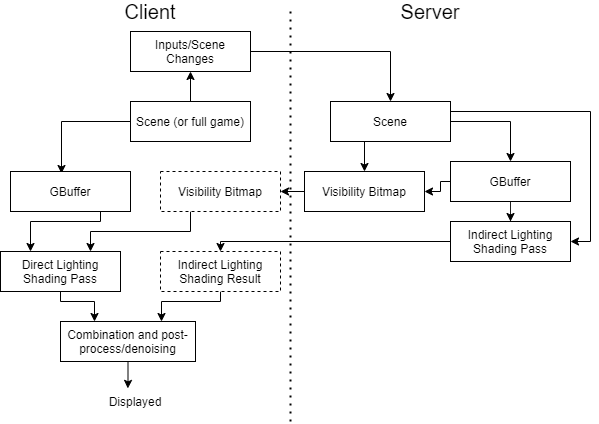 Client
Server
Inputs/Scene
Changes
Scene (or full game)
Scene
GBuffer
Visibility Bitmap
Visibility Bitmap
GBuffer
Direct Lighting
Shading Pass
Indirect Lighting
Shading Result
Indirect Lighting
Shading Pass
Combination and post-
process/denoising
Displayed